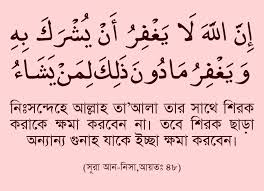 إِنَّ اللَّهَ لَا يَغْفِرُ أَنْ يُشْرَكَ بِهِ
وَيَغْفِرُ مَادُونَ ذَلِكَ لِمَنْ يَشَاءُ
নিঃসন্দেহে আল্লাহ তা'আলা তার সাথে শিরক
করাকে ক্ষমা করবেন না। তবে শিরক ছাড়া
অন্যান্য গুনাহ যাকে ইচ্ছা ক্ষমা করবেন।
(সূরা আন-নিসা,আয়তঃ ৪৮)